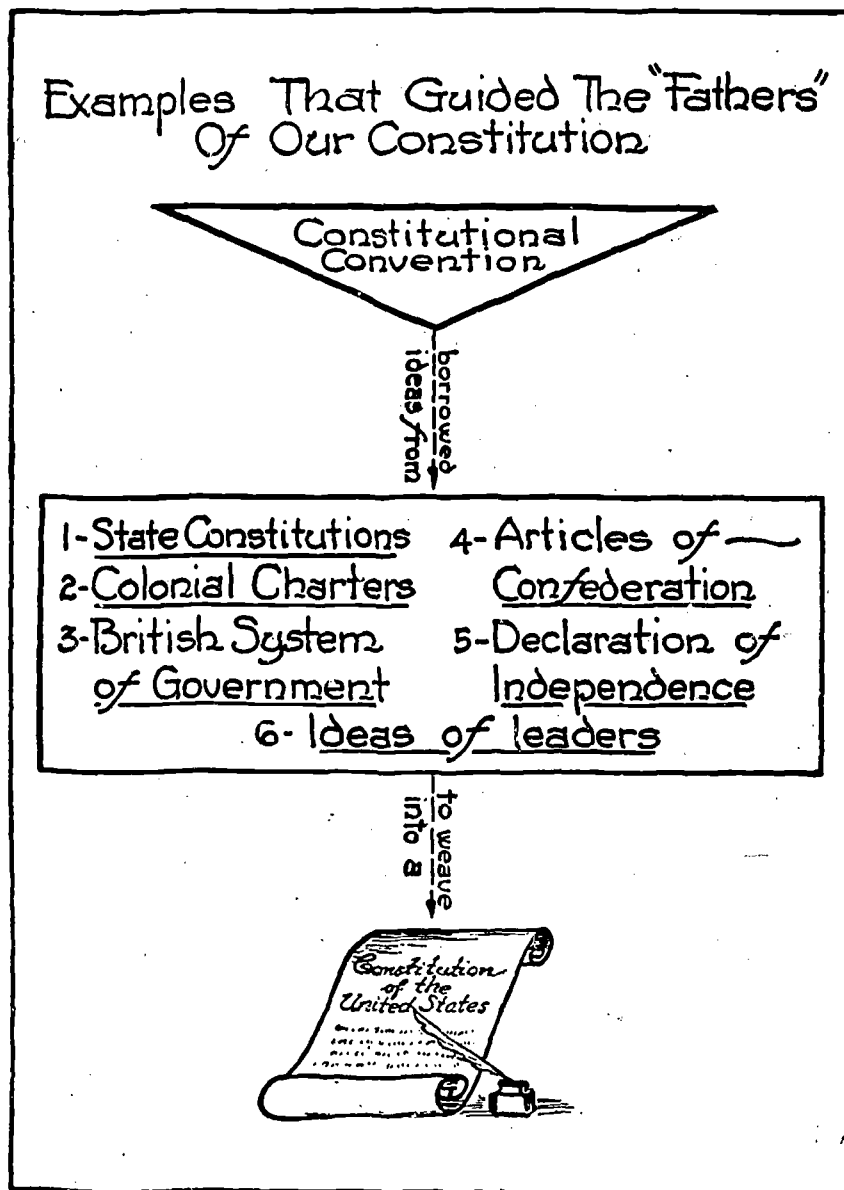 Examples That Guided The "Fathers"
Of Our Constitution
Constitutional
Convention
borrowed
ideas from
1-State Constitutions
2-Colonial Charters
3-British System
of Government
4-Articles of
Confederation
5-Declaration of
Independence
6- Ideas of leaders
to weave
into a
Constitution
of the
United States